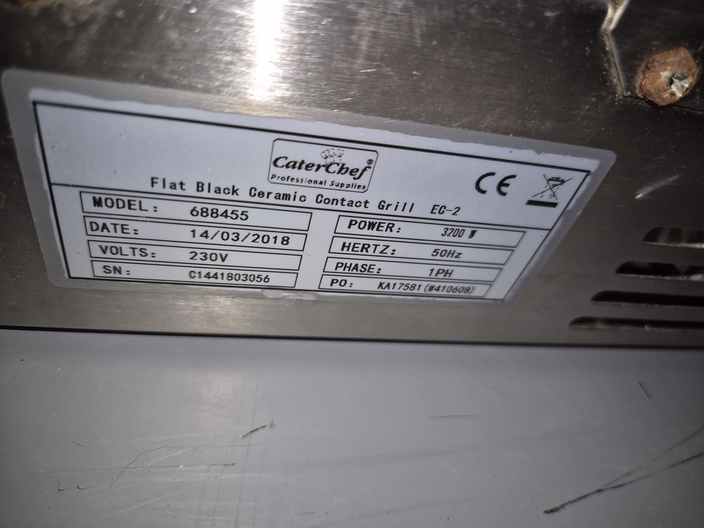 CaterChef®
Professional Supplies
CE
Flat Black Ceramic Contact Grill EC-2
MODEL: 688455
DATE: 14/03/2018
VOLTS: 230V
SN: C1441803056
POWER: 3200 W
HERTZ: 50Hz
PHASE: 1PH
PO: KA17581(#410608)